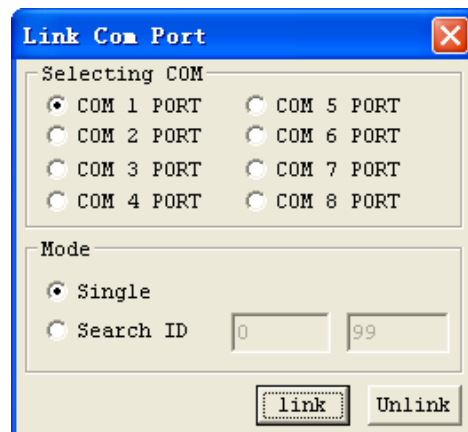 Link Com Port
Selecting COM
COM 1 PORT COM 5 PORT
COM 2 PORT COM 6 PORT
COM 3 PORT COM 7 PORT
COM 4 PORT COM 8 PORT
Mode
Single
Search ID 0 99
link Unlink